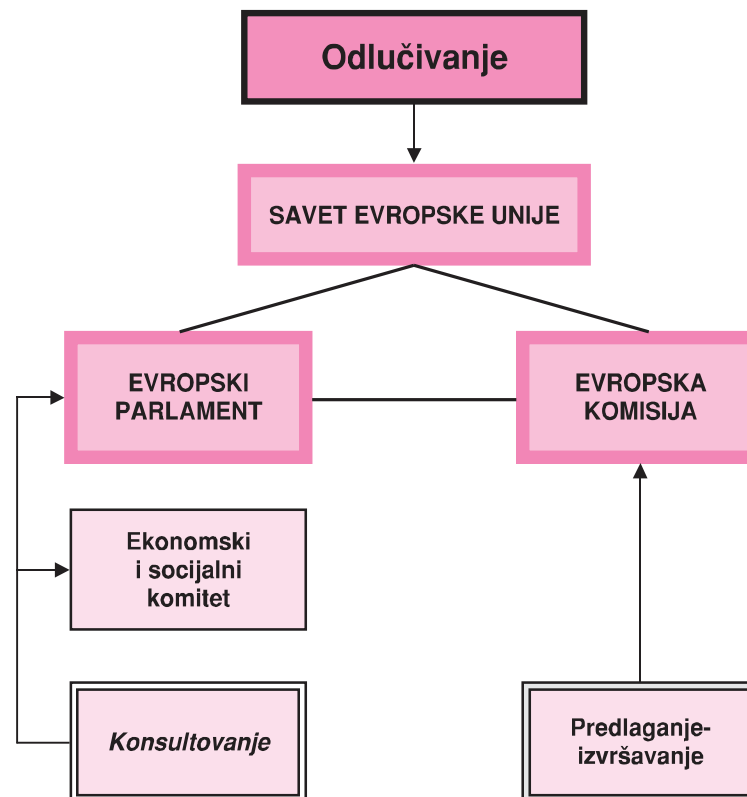 Odlučivanje
SAVET EVROPSKE UNIJE
EVROPSKI
PARLAMENT
EVROPSKA
KOMISIJA
Ekonomski
i socijalni
komitet
Konsultovanje
Predlaganje-
izvršavanje